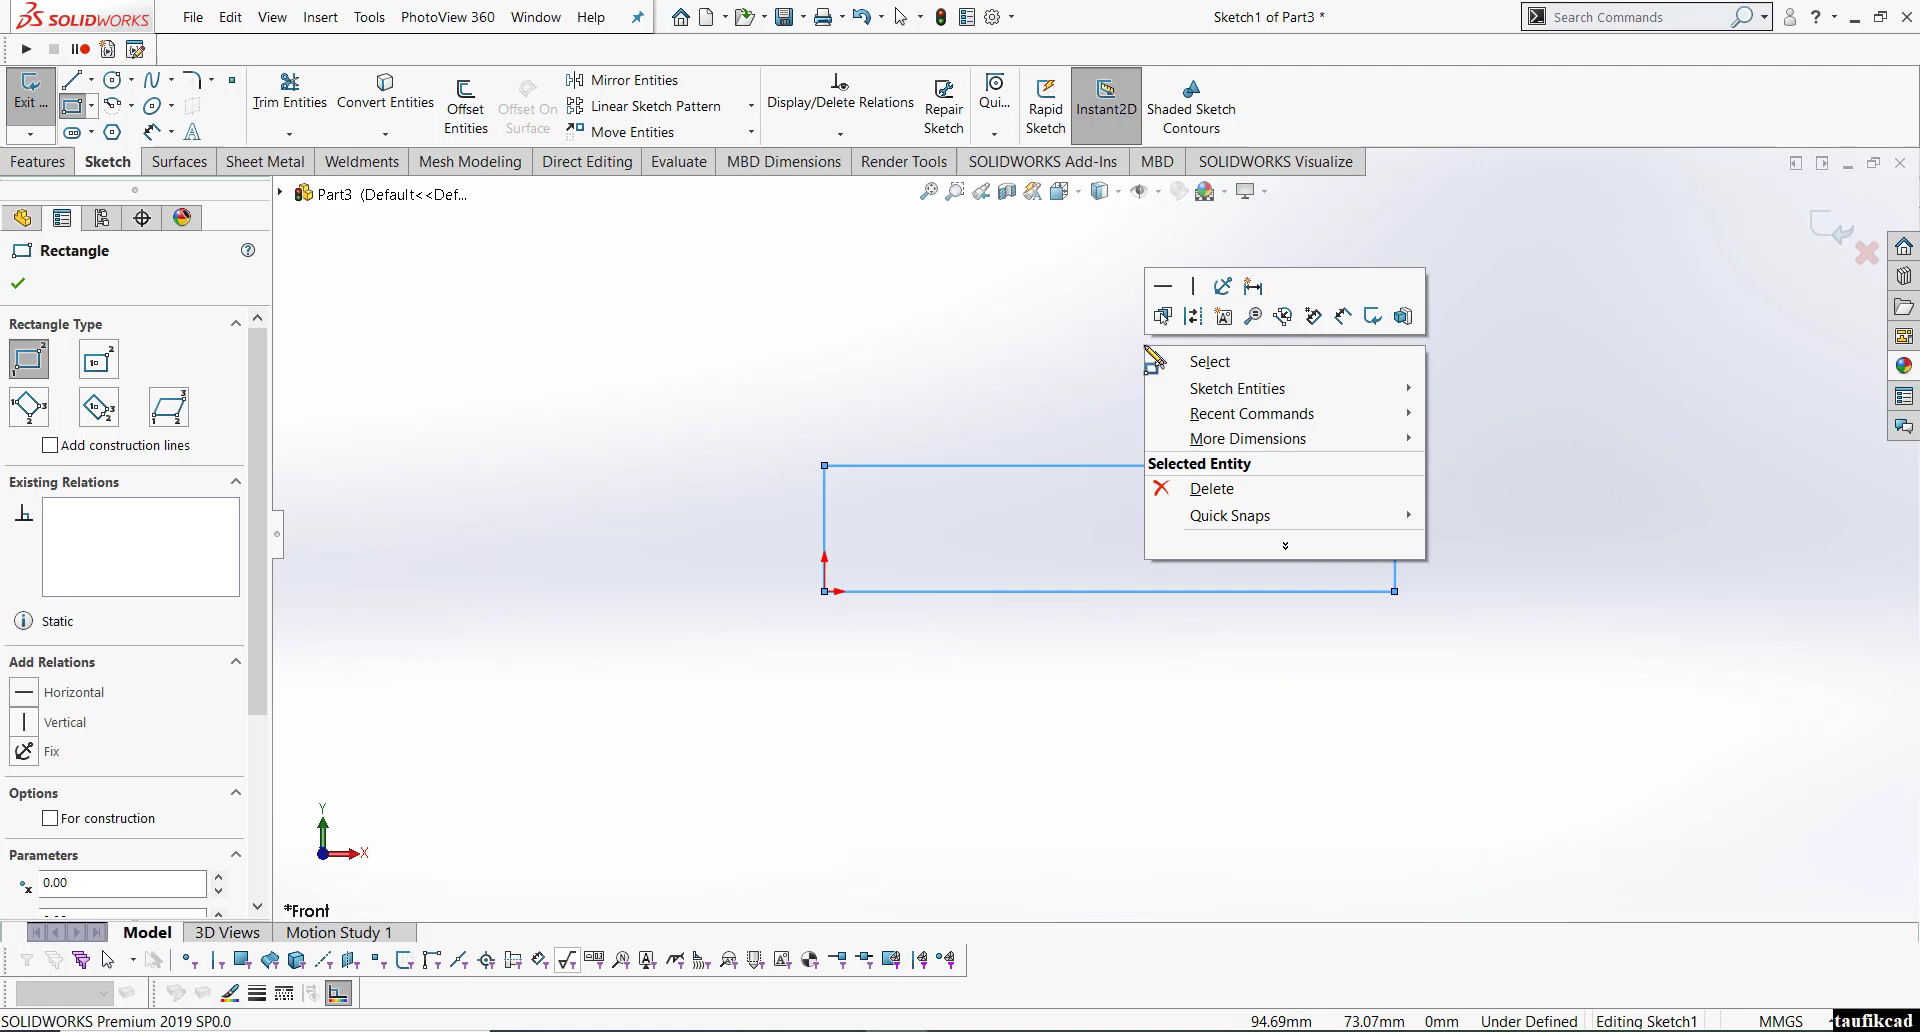 SOLIDWORKS File Edit View Insert Tools PhotoView 360 Window Help Sketch1 of Part3 * Search Commands ?
Exit ... Trim Entities Convert Entities Offset Entities Offset On Surface Mirror Entities Linear Sketch Pattern Move Entities Display/Delete Relations Repair Sketch Qui... Rapid Sketch Instant2D Shaded Sketch Contours
Features Sketch Surfaces Sheet Metal Weldments Mesh Modeling Direct Editing Evaluate MBD Dimensions Render Tools SOLIDWORKS Add-Ins MBD SOLIDWORKS Visualize
Part3 (Default<<Def...
Rectangle
Rectangle Type
Add construction lines
Existing Relations
Static
Add Relations
Horizontal
Vertical
Fix
Options
For construction
Parameters
0.00
Select
Sketch Entities
Recent Commands
More Dimensions
Selected Entity
Delete
Quick Snaps
Y
X
*Front
Model 3D Views Motion Study 1
SOLIDWORKS Premium 2019 SP0.0 94.69mm 73.07mm 0mm Under Defined Editing Sketch1 MMGS taufikcad